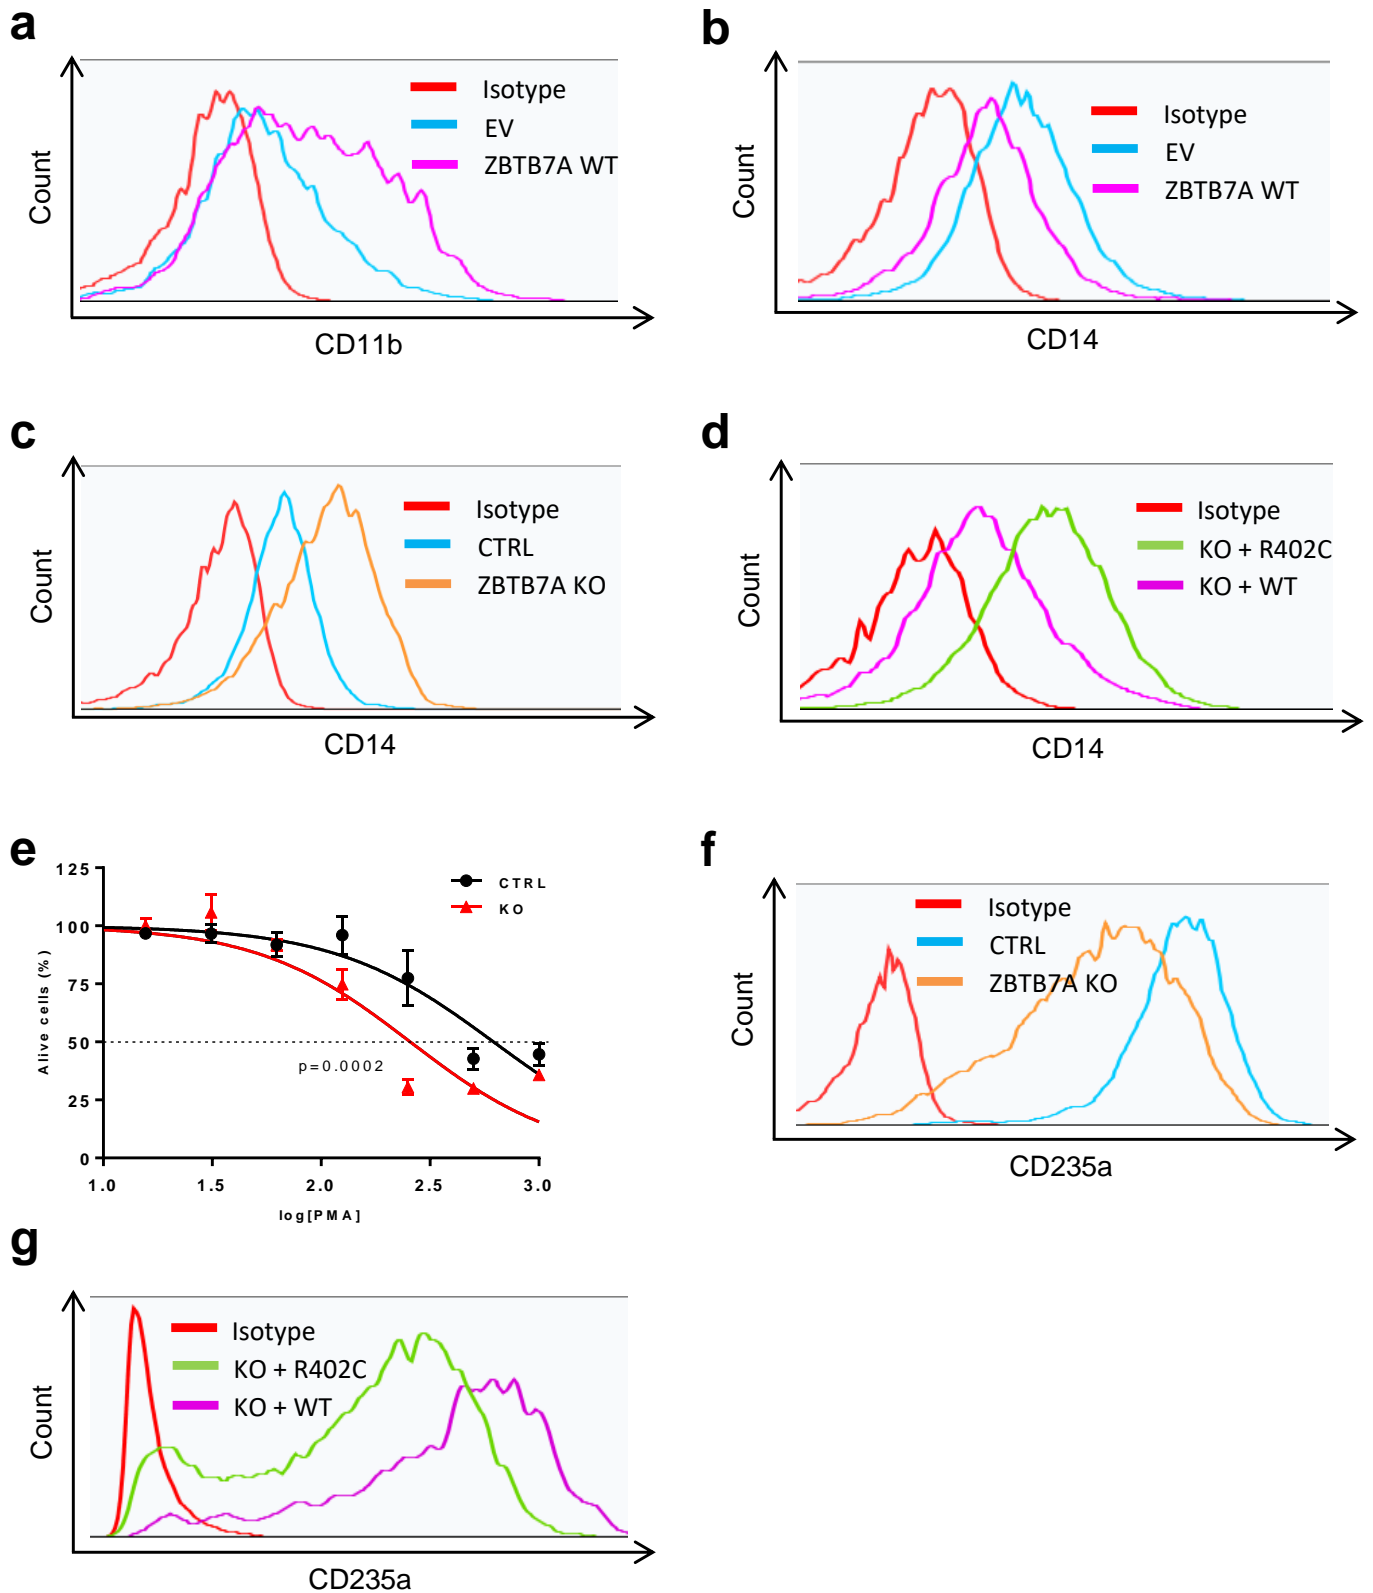 a
Isotype
EV
ZBTB7A WT
Count
CD11b
b
Isotype
EV
ZBTB7A WT
Count
CD14
c
Isotype
CTRL
ZBTB7A KO
Count
CD14
d
Isotype
KO + R402C
KO + WT
Count
CD14
e
125
100
75
50
25
0
Alive cells (%)
CTRL
KO
p=0.0002
1.0 1.5 2.0 2.5 3.0
log[PMA]
f
Isotype
CTRL
ZBTB7A KO
Count
CD235a
g
Isotype
KO + R402C
KO + WT
Count
CD235a